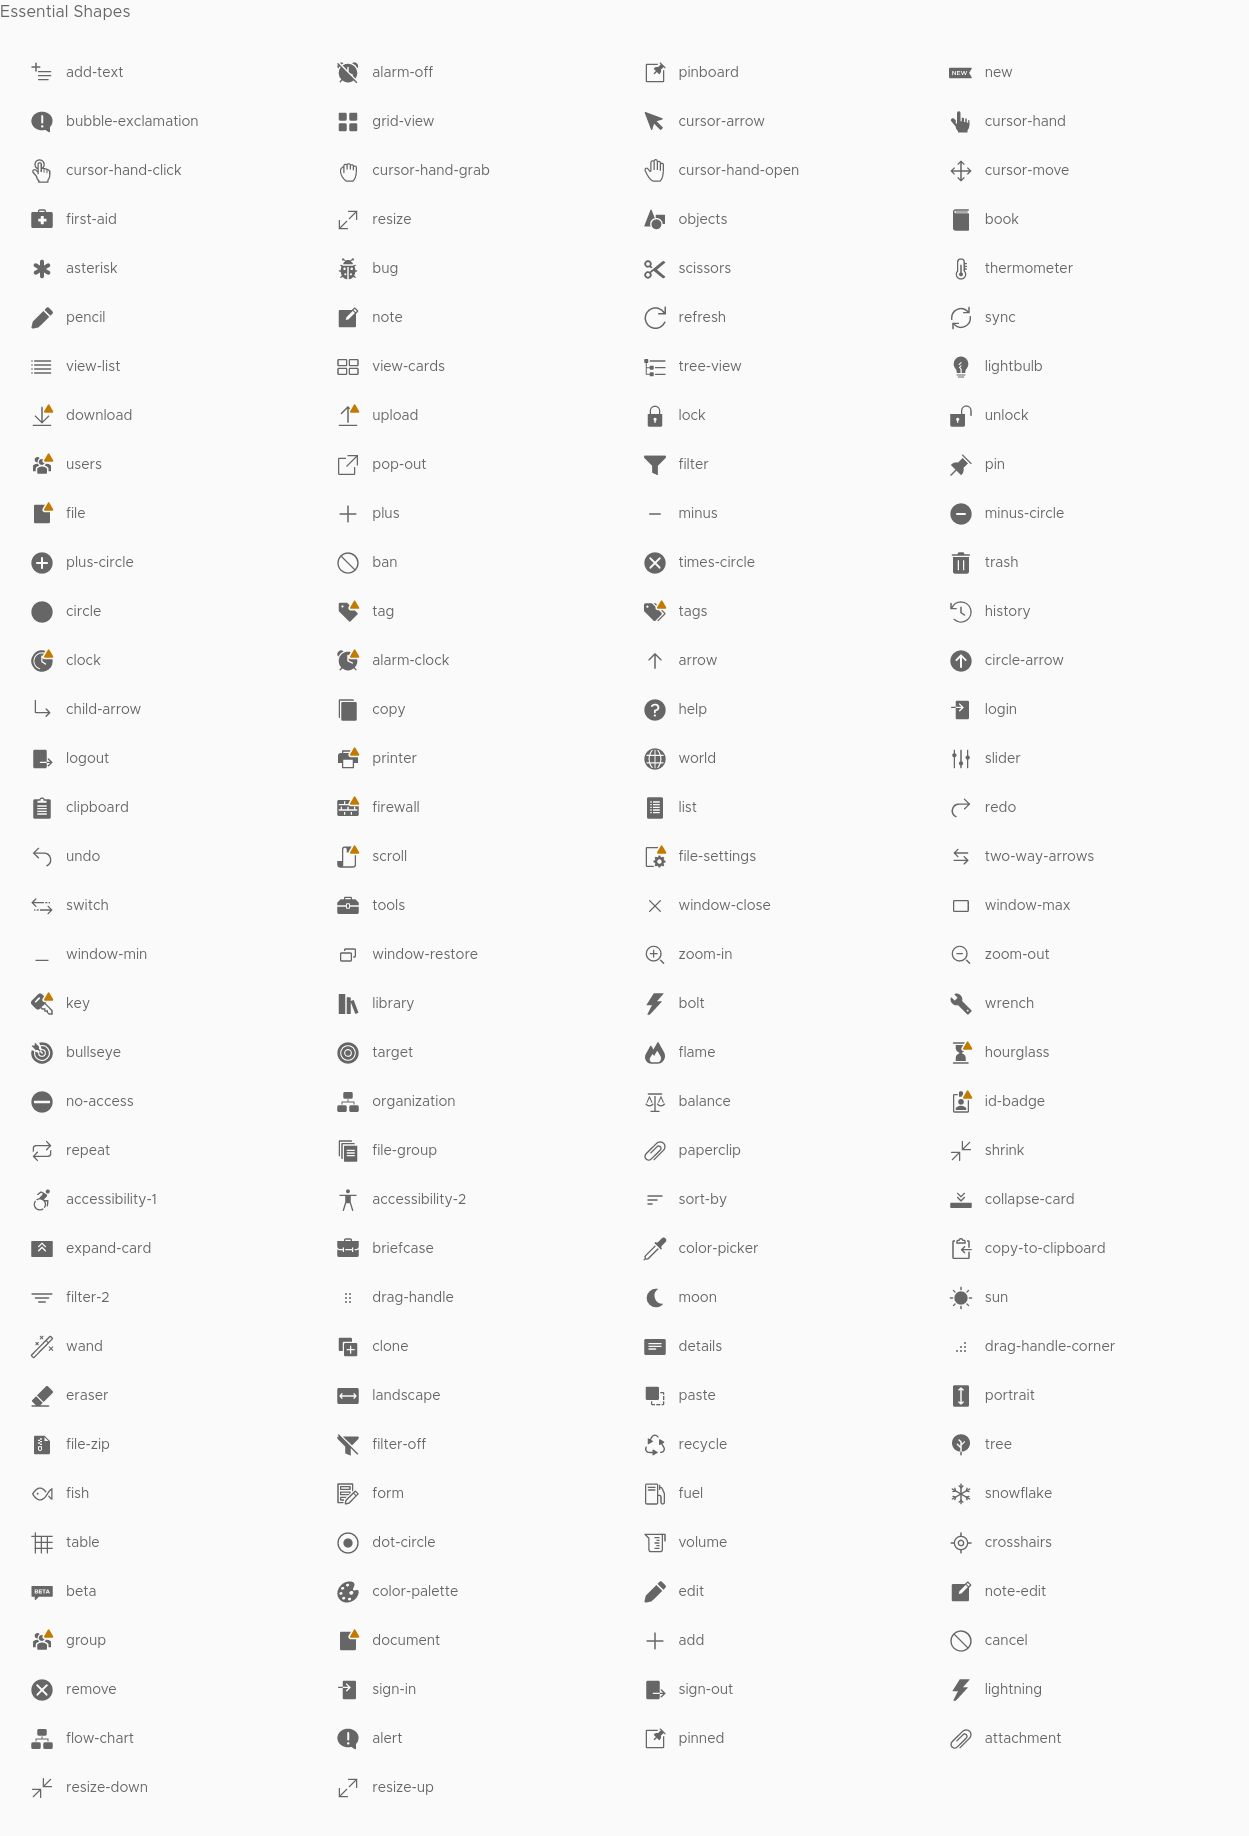 Essential Shapes
add-text alarm-off pinboard NEW new
bubble-exclamation grid-view cursor-arrow cursor-hand
cursor-hand-click cursor-hand-grab cursor-hand-open cursor-move
first-aid resize objects book
asterisk bug scissors thermometer
pencil note refresh sync
view-list view-cards tree-view lightbulb
download upload lock unlock
users pop-out filter pin
file plus minus minus-circle
plus-circle ban times-circle trash
circle tag tags history
clock alarm-clock arrow circle-arrow
child-arrow copy help login
logout printer world slider
clipboard firewall list redo
undo scroll file-settings two-way-arrows
switch tools window-close window-max
window-min window-restore zoom-in zoom-out
key library bolt wrench
bullseye target flame hourglass
no-access organization balance id-badge
repeat file-group paperclip shrink
accessibility-1 accessibility-2 sort-by collapse-card
expand-card briefcase color-picker copy-to-clipboard
filter-2 drag-handle moon sun
wand clone details drag-handle-corner
eraser landscape paste portrait
file-zip filter-off recycle tree
fish form fuel snowflake
table dot-circle volume crosshairs
BETA beta color-palette edit note-edit
group document add cancel
remove sign-in sign-out lightning
flow-chart alert pinned attachment
resize-down resize-up